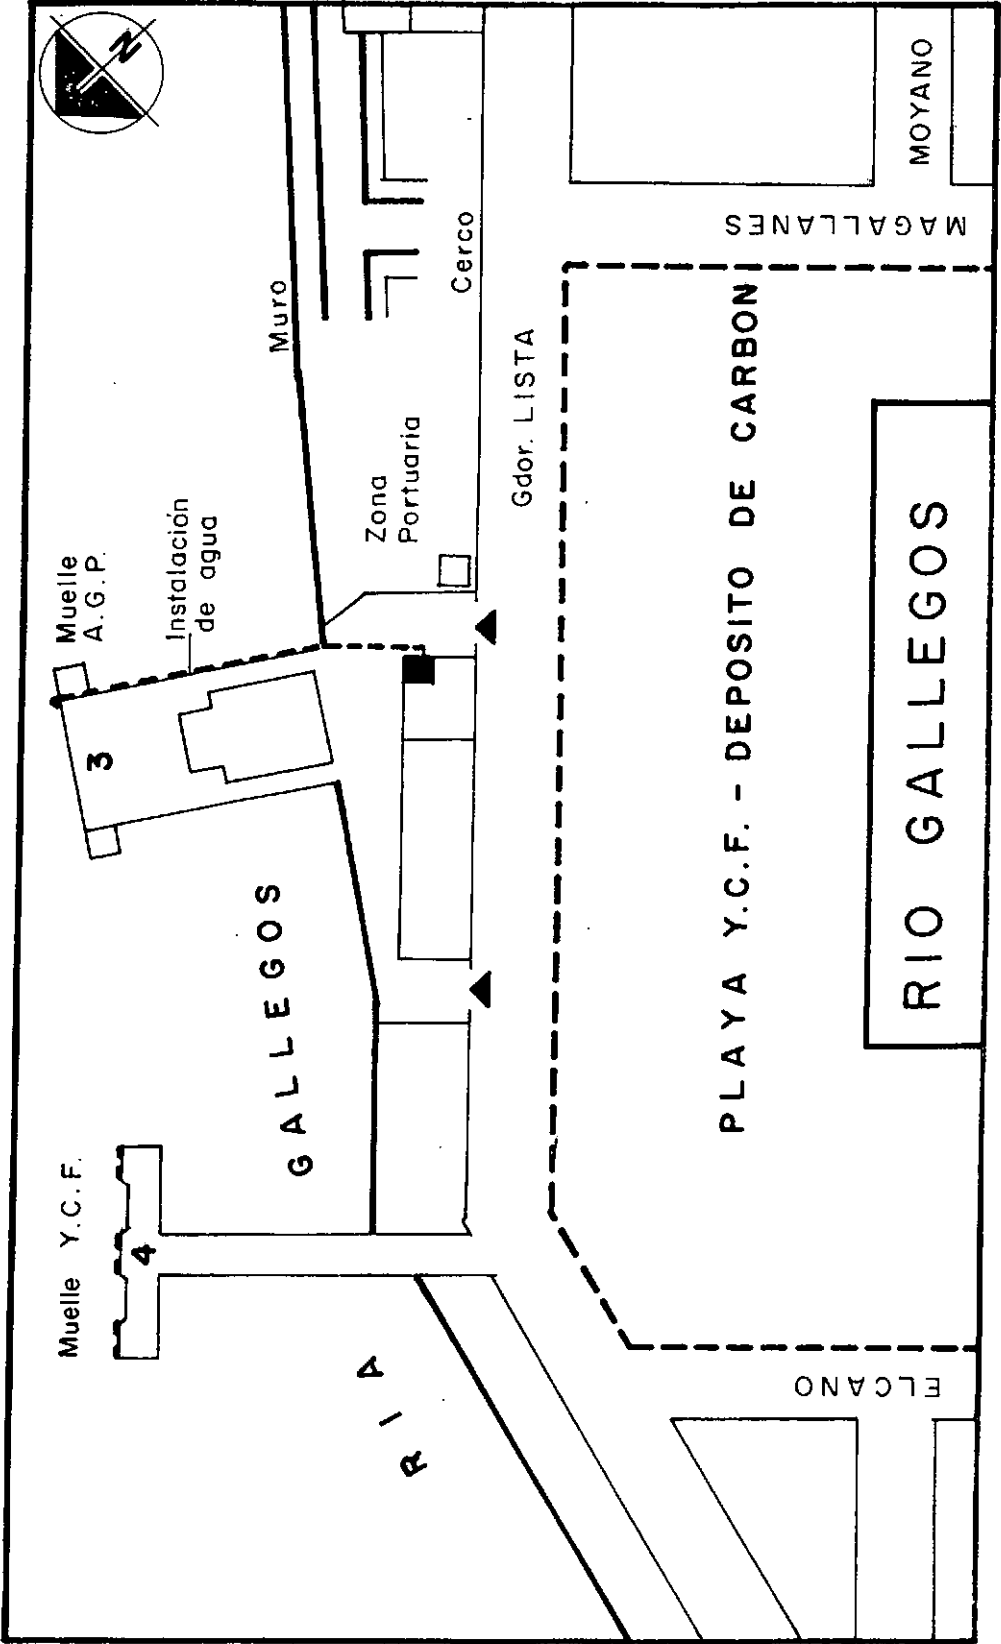 N
Muelle Y.C.F.
4
RIA
GALLEGOS
3
Muelle
A.G.P.
Instalación
de agua
Muro
Zona
Portuaria
Cerco
Gdor. LISTA
ELCANO
PLAYA Y.C.F. - DEPOSITO DE CARBON
MAGALLANES
MOYANO
RIO GALLEGOS